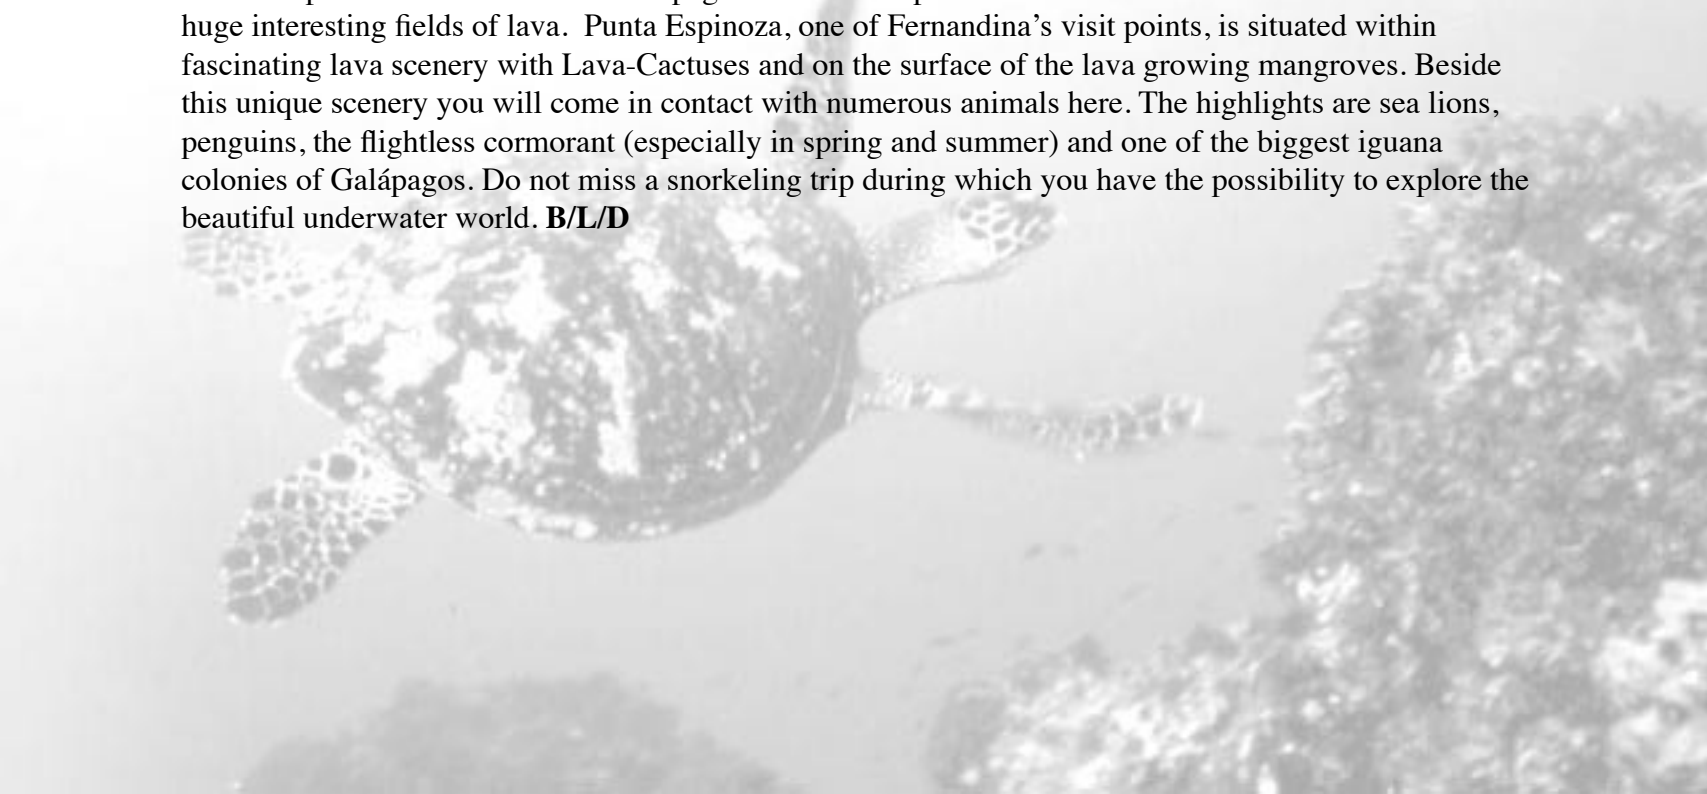 huge interesting fields of lava.  Punta Espinoza, one of Fernandina’s visit points, is situated within
fascinating lava scenery with Lava-Cactuses and on the surface of the lava growing mangroves. Beside
this unique scenery you will come in contact with numerous animals here. The highlights are sea lions,
penguins, the flightless cormorant (especially in spring and summer) and one of the biggest iguana
colonies of Galápagos. Do not miss a snorkeling trip during which you have the possibility to explore the
beautiful underwater world. B/L/D